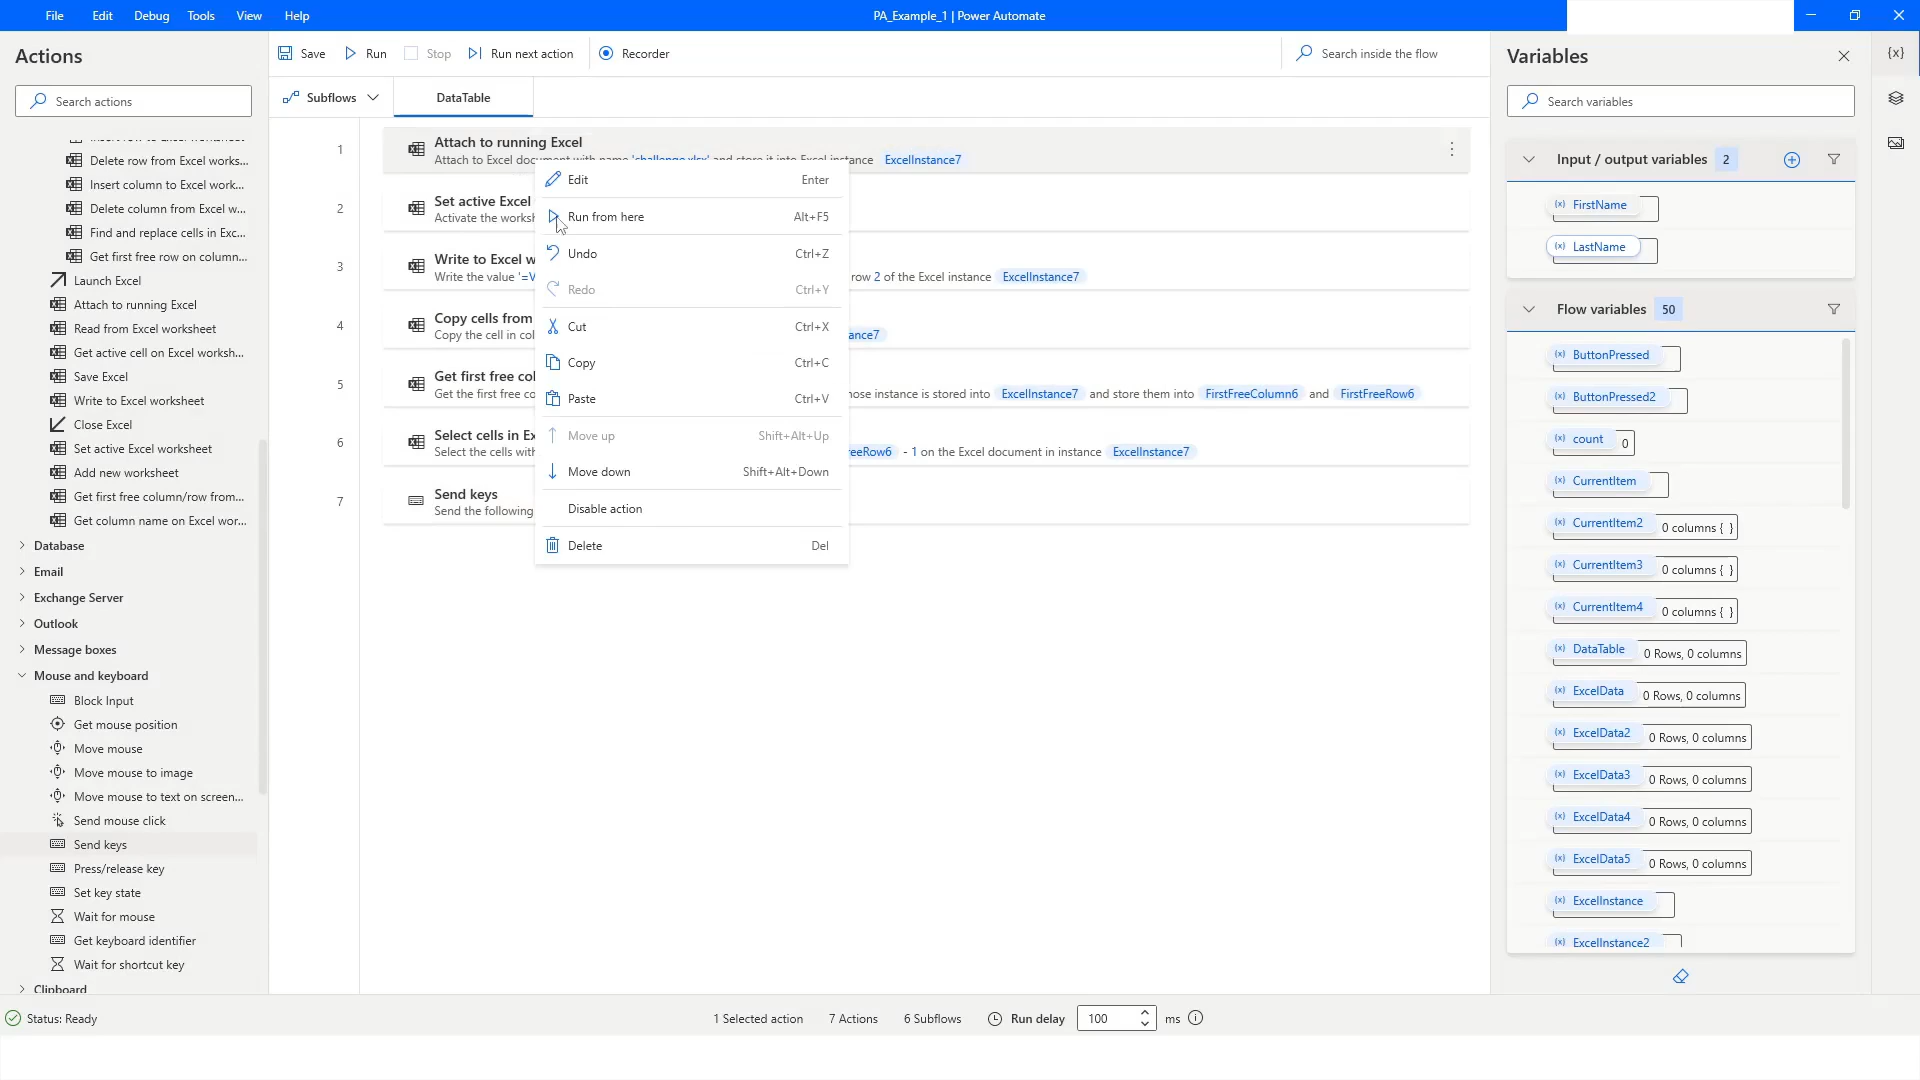 File Edit Debug Tools View Help
PA_Example_1 | Power Automate
Actions
Search actions
Delete row from Excel works...
Insert column to Excel work...
Delete column from Excel w...
Find and replace cells in Exc...
Get first free row on column...
Launch Excel
Attach to running Excel
Read from Excel worksheet
Get active cell on Excel worksh...
Save Excel
Write to Excel worksheet
Close Excel
Set active Excel worksheet
Add new worksheet
Get first free column/row from...
Get column name on Excel wor...
Database
Email
Exchange Server
Outlook
Message boxes
Mouse and keyboard
Block Input
Get mouse position
Move mouse
Move mouse to image
Move mouse to text on screen...
Send mouse click
Send keys
Press/release key
Set key state
Wait for mouse
Get keyboard identifier
Wait for shortcut key
Clipboard
Save Run Stop Run next action Recorder
Search inside the flow
Subflows DataTable
1 Attach to running Excel
Attach to Excel document with name 'challenge.xlsx' and store it into Excel instance ExcelInstance7
2 Set active Excel
Activate the worksh
3 Write to Excel w
Write the value '=V row 2 of the Excel instance ExcelInstance7
4 Copy cells from
Copy the cell in col ance7
5 Get first free col
Get the first free co nose instance is stored into ExcelInstance7 and store them into FirstFreeColumn6 and FirstFreeRow6
6 Select cells in Ex
Select the cells with reeRow6 - 1 on the Excel document in instance ExcelInstance7
7 Send keys
Send the following
Edit Enter
Run from here Alt+F5
Undo Ctrl+Z
Redo Ctrl+Y
Cut Ctrl+X
Copy Ctrl+C
Paste Ctrl+V
Move up Shift+Alt+Up
Move down Shift+Alt+Down
Disable action
Delete Del
Variables
{x}
Search variables
Input / output variables 2
(x) FirstName
(x) LastName
Flow variables 50
(x) ButtonPressed
(x) ButtonPressed2
(x) count 0
(x) CurrentItem
(x) CurrentItem2 0 columns { }
(x) CurrentItem3 0 columns { }
(x) CurrentItem4 0 columns { }
(x) DataTable 0 Rows, 0 columns
(x) ExcelData 0 Rows, 0 columns
(x) ExcelData2 0 Rows, 0 columns
(x) ExcelData3 0 Rows, 0 columns
(x) ExcelData4 0 Rows, 0 columns
(x) ExcelData5 0 Rows, 0 columns
(x) ExcelInstance
(x) ExcelInstance2
Status: Ready
1 Selected action 7 Actions 6 Subflows Run delay 100 ms